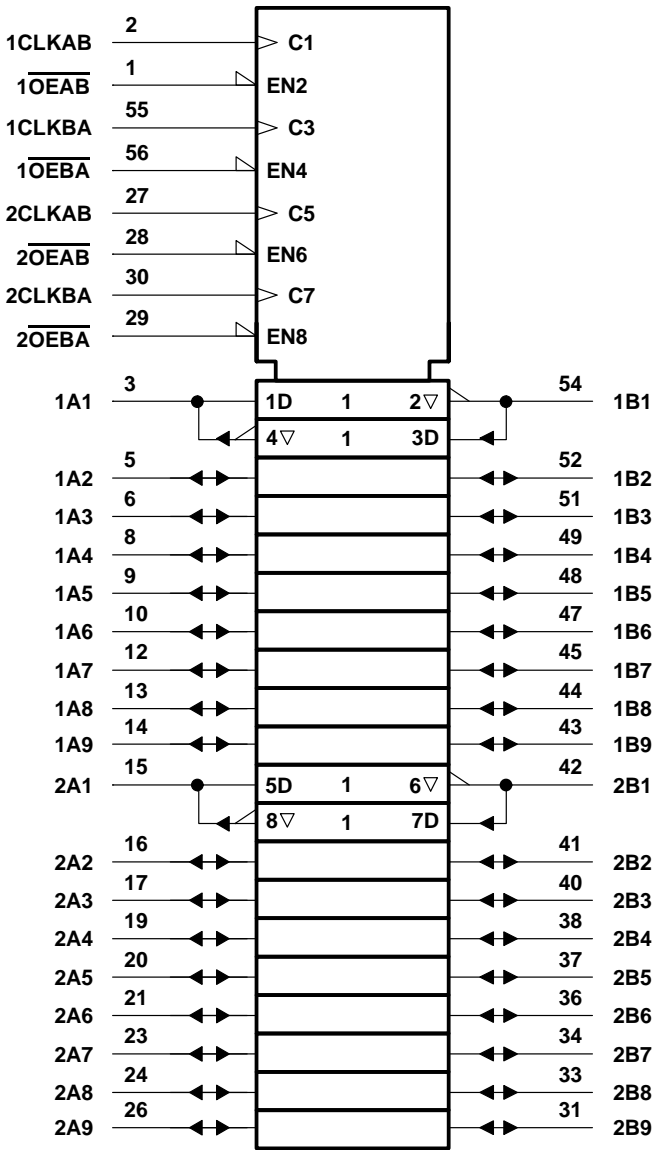 1CLKAB 2 C1
1O̅E̅A̅B̅ 1 EN2
1CLKBA 55 C3
1O̅E̅B̅A̅ 56 EN4
2CLKAB 27 C5
2O̅E̅A̅B̅ 28 EN6
2CLKBA 30 C7
2O̅E̅B̅A̅ 29 EN8
1A1 3 1D 1 2▽ 54 1B1
4▽ 1 3D
1A2 5 52 1B2
1A3 6 51 1B3
1A4 8 49 1B4
1A5 9 48 1B5
1A6 10 47 1B6
1A7 12 45 1B7
1A8 13 44 1B8
1A9 14 43 1B9
2A1 15 5D 1 6▽ 42 2B1
8▽ 1 7D
2A2 16 41 2B2
2A3 17 40 2B3
2A4 19 38 2B4
2A5 20 37 2B5
2A6 21 36 2B6
2A7 23 34 2B7
2A8 24 33 2B8
2A9 26 31 2B9